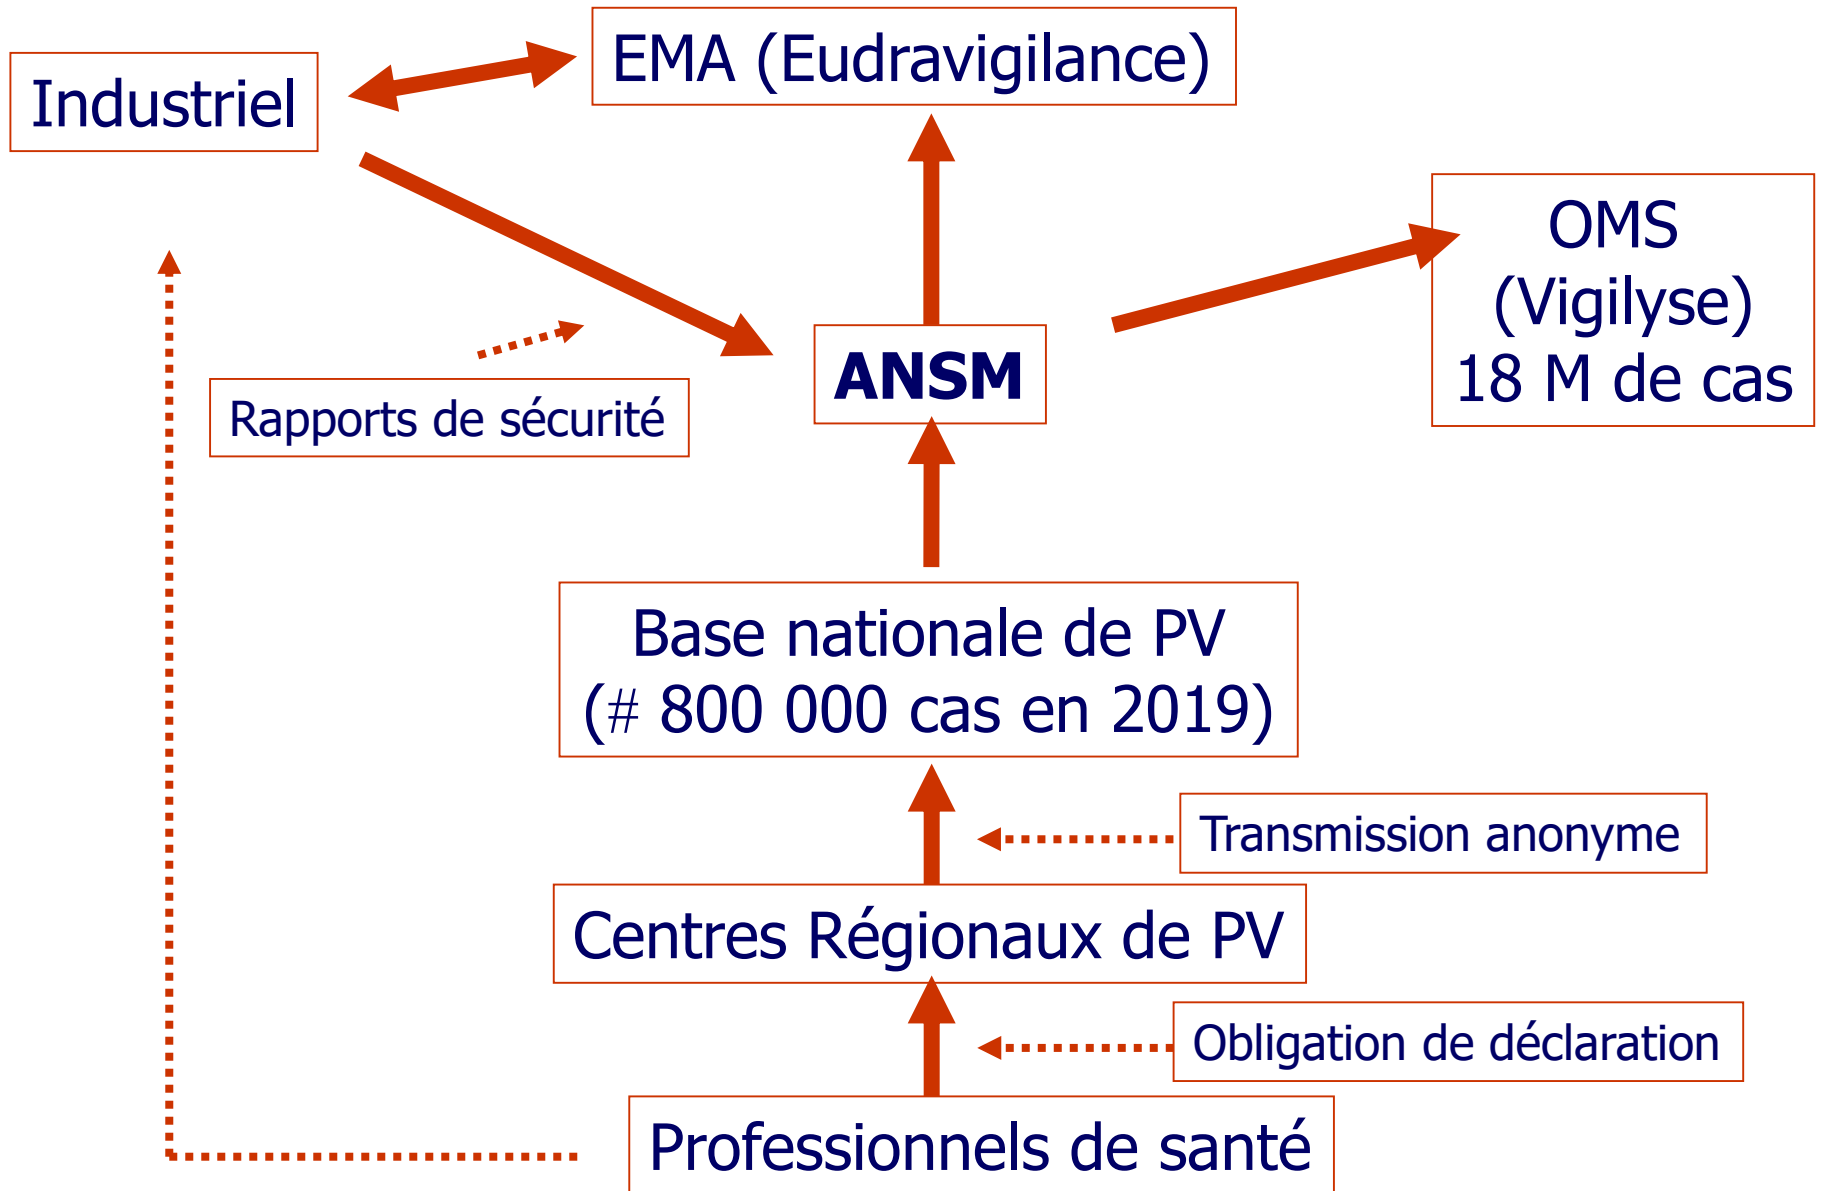 EMA (Eudravigilance)
Industriel
OMS
(Vigilyse)
18 M de cas
ANSM
Rapports de sécurité
Base nationale de PV
(# 800 000 cas en 2019)
Transmission anonyme
Centres Régionaux de PV
Obligation de déclaration
Professionnels de santé